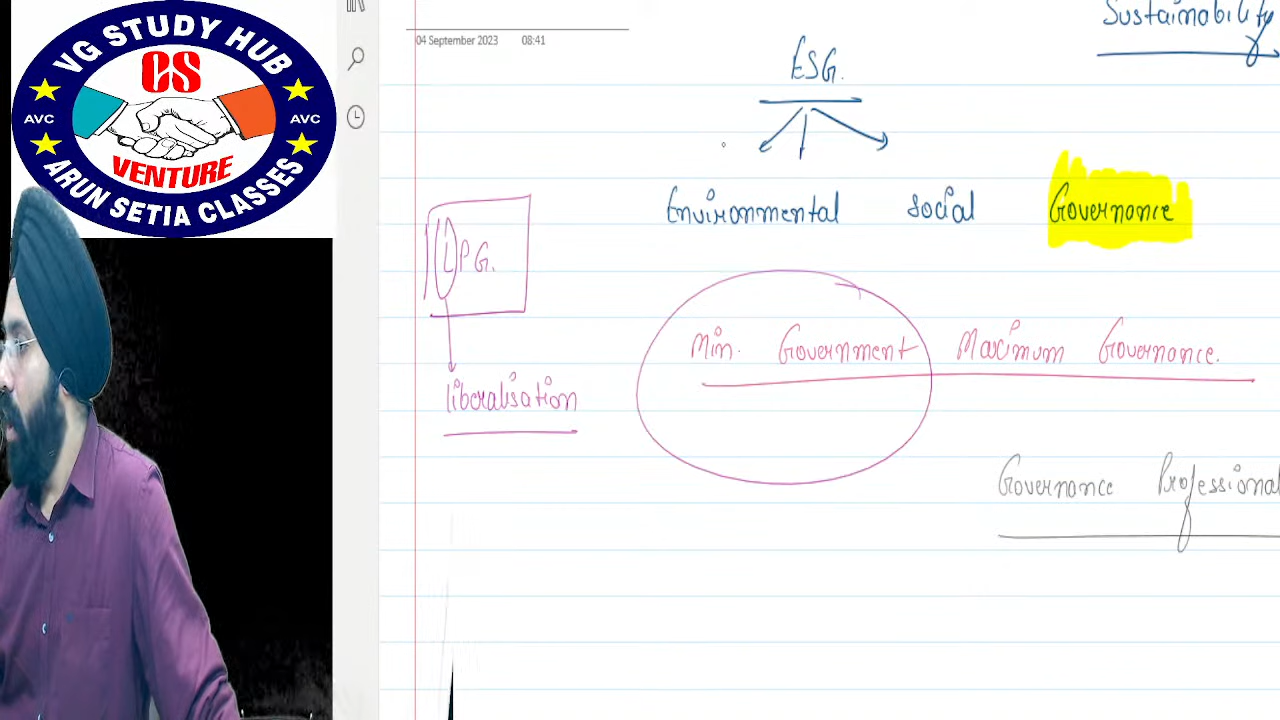 VG STUDY HUB
CS
AVC
AVC
VENTURE
ARUN SETIA CLASSES
04 September 2023 08:41
Sustainability
ESG.
Environmental Social Governance
LPG.
Min. Government Maximum Governance.
liberalisation
Governance Professional